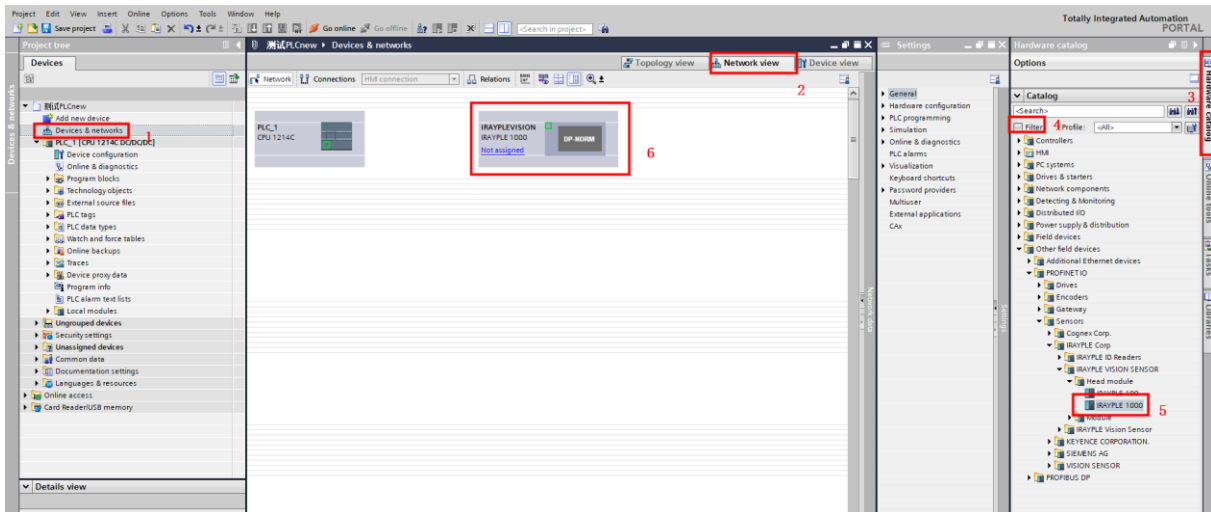 Project Edit View Insert Online Options Tools Window Help
Totally Integrated Automation
PORTAL
Save project
Go online
Go offline
<Search in project>
Project tree
测试PLCnew ▸ Devices & networks
Settings
Hardware catalog
Devices
Topology view
Network view
Device view
Options
Network
Connections
HMI connection
Relations
1
2
3
4
5
6
测试PLCnew
Add new device
Devices & networks
PLC_1 [CPU 1214C DC/DC/DC]
Device configuration
Online & diagnostics
Program blocks
Technology objects
External source files
PLC tags
PLC data types
Watch and force tables
Online backups
Traces
Device proxy data
Program info
PLC alarm text lists
Local modules
Ungrouped devices
Security settings
Unassigned devices
Common data
Documentation settings
Languages & resources
Online access
Card Reader/USB memory
Details view
PLC_1
CPU 1214C
IRAYPLEVISION
IRAYPLE 1000
DP-NORM
Not assigned
General
Hardware configuration
PLC programming
Simulation
Online & diagnostics
PLC alarms
Visualization
Keyboard shortcuts
Password providers
Multiuser
External applications
CAx
Catalog
<Search>
Filter
Profile:
<All>
Controllers
HMI
PC systems
Drives & starters
Network components
Detecting & Monitoring
Distributed I/O
Power supply & distribution
Field devices
Other field devices
Additional Ethernet devices
PROFINET IO
Drives
Encoders
Gateway
Sensors
Cognex Corp.
IRAYPLE Corp
IRAYPLE ID Readers
IRAYPLE VISION SENSOR
Head module
IRAYPLE 100
IRAYPLE 1000
Module
IRAYPLE Vision Sensor
KEYENCE CORPORATION.
SIEMENS AG
VISION SENSOR
PROFIBUS DP
Devices & networks
Network data
Settings
Hardware catalog
Online tools
Tasks
Libraries